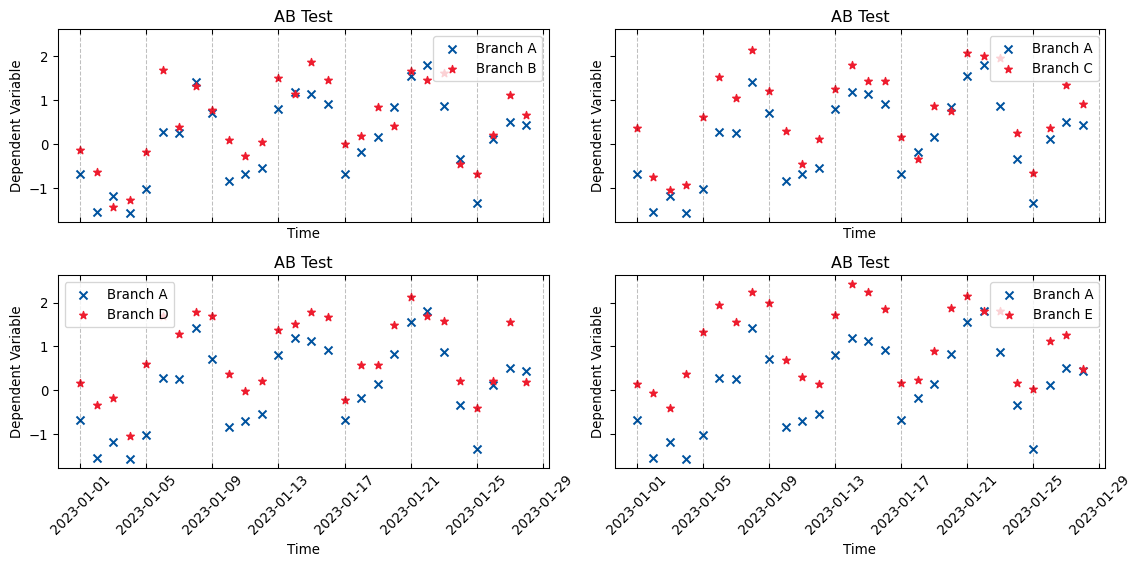 AB Test
Dependent Variable
2
1
0
−1
Branch A
Branch B
Time
AB Test
Dependent Variable
Branch A
Branch C
Time
AB Test
Dependent Variable
2
1
0
−1
Branch A
Branch D
2023-01-01
2023-01-05
2023-01-09
2023-01-13
2023-01-17
2023-01-21
2023-01-25
2023-01-29
Time
AB Test
Dependent Variable
Branch A
Branch E
2023-01-01
2023-01-05
2023-01-09
2023-01-13
2023-01-17
2023-01-21
2023-01-25
2023-01-29
Time